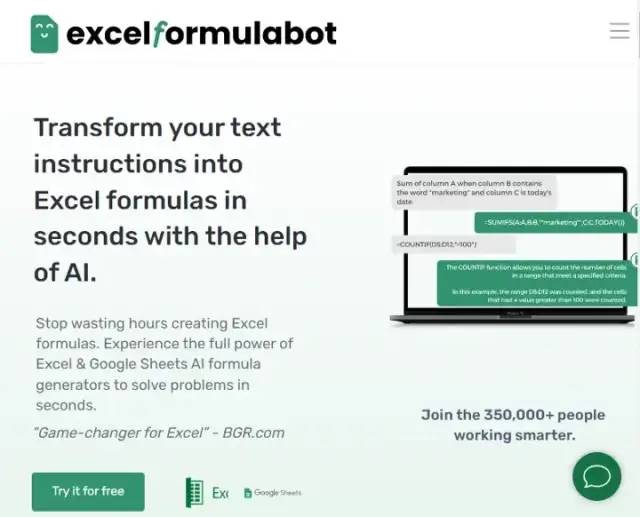 excelformulabot
Transform your text
instructions into
Excel formulas in
seconds with the help
of AI.
Stop wasting hours creating Excel
formulas. Experience the full power of
Excel & Google Sheets AI formula
generators to solve problems in
seconds.
"Game-changer for Excel" - BGR.com
Try it for free
Exc
Google Sheets
Sum of column A when column B contains
the word "marketing" and column C is today's
date
=SUMIFS(A:A,B:B,"*marketing*",C:C,TODAY())
=COUNTIF(D5:D12,">100")
The COUNTIF function allows you to count the number of cells
in a range that meet a specified criteria.
In this example, the range D5:D12 was counted, and the cells
that had a value greater than 100 were counted.
Join the 350,000+ people
working smarter.